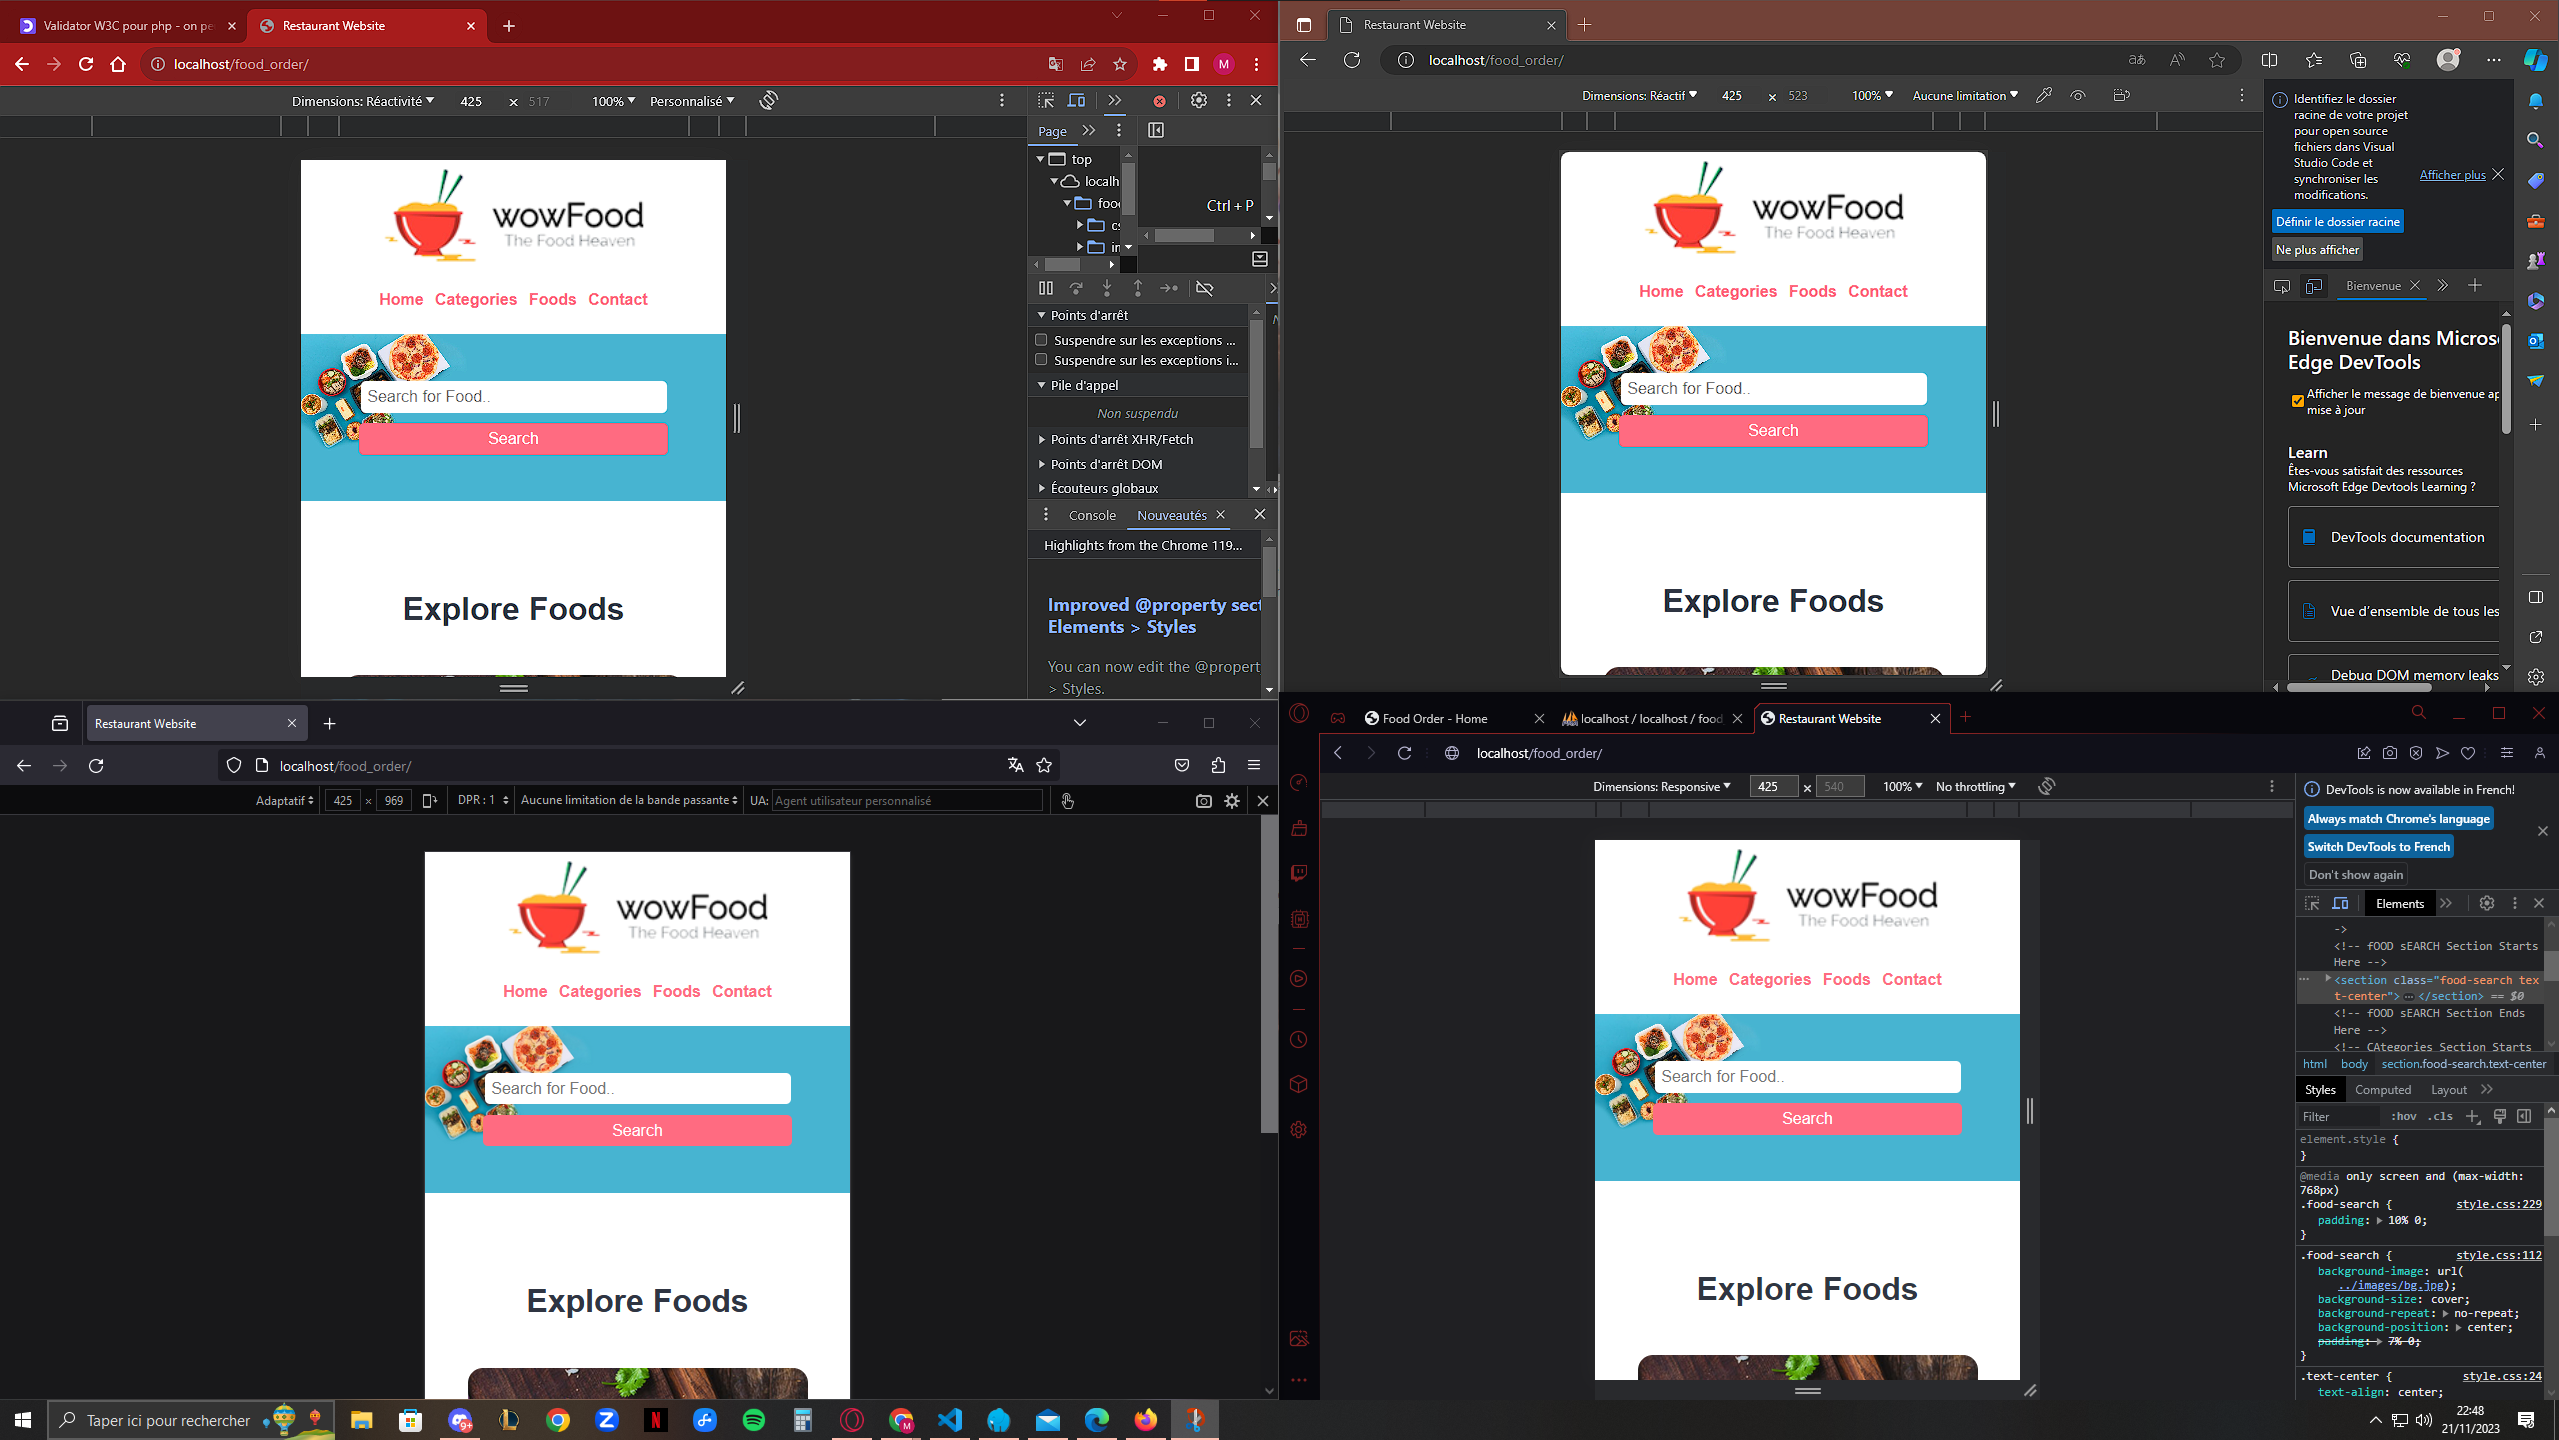 Validator W3C pour php - on pe
Restaurant Website
localhost/food_order/
M
Dimensions: Réactivité
425
×
517
100%
Personnalisé
Page
top
localh
Ctrl + P
wowFood
The Food Heaven
Home Categories Foods Contact
Search for Food..
Search
Explore Foods
Points d'arrêt
Suspendre sur les exceptions ...
Suspendre sur les exceptions i...
Pile d'appel
Non suspendu
Points d'arrêt XHR/Fetch
Points d'arrêt DOM
Écouteurs globaux
Console
Nouveautés
Highlights from the Chrome 119...
Improved @property sect
Elements > Styles
You can now edit the @propert
> Styles.
Restaurant Website
localhost/food_order/
Dimensions: Réactif
425
×
523
100%
Aucune limitation
wowFood
The Food Heaven
Home Categories Foods Contact
Search for Food..
Search
Explore Foods
Identifiez le dossier
racine de votre projet
pour open source
fichiers dans Visual
Studio Code et
synchroniser les
modifications.
Afficher plus
Définir le dossier racine
Ne plus afficher
Bienvenue
Bienvenue dans Micros
Edge DevTools
Afficher le message de bienvenue ap
mise à jour
Learn
Êtes-vous satisfait des ressources
Microsoft Edge Devtools Learning ?
DevTools documentation
Vue d'ensemble de tous les
Debug DOM memory leaks
Restaurant Website
localhost/food_order/
Adaptatif
425
×
969
DPR : 1
Aucune limitation de la bande passante
UA:
Agent utilisateur personnalisé
wowFood
The Food Heaven
Home Categories Foods Contact
Search for Food..
Search
Explore Foods
Food Order - Home
localhost / localhost / food
Restaurant Website
localhost/food_order/
Dimensions: Responsive
425
×
540
100%
No throttling
wowFood
The Food Heaven
Home Categories Foods Contact
Search for Food..
Search
Explore Foods
DevTools is now available in French!
Always match Chrome's language
Switch DevTools to French
Don't show again
Elements
->
<!-- fOOD sEARCH Section Starts
Here -->
<section class="food-search tex
t-center"> … </section> == $0
<!-- fOOD sEARCH Section Ends
Here -->
<!-- CAtegories Section Starts
html body section.food-search.text-center
Styles Computed Layout
Filter
:hov .cls
element.style {
}
@media only screen and (max-width:
768px)
.food-search {
style.css:229
padding: 10% 0;
}
.food-search {
style.css:112
background-image: url(
../images/bg.jpg);
background-size: cover;
background-repeat: no-repeat;
background-position: center;
padding: 7% 0;
}
.text-center {
style.css:24
text-align: center;
Taper ici pour rechercher
9+
22:48
21/11/2023